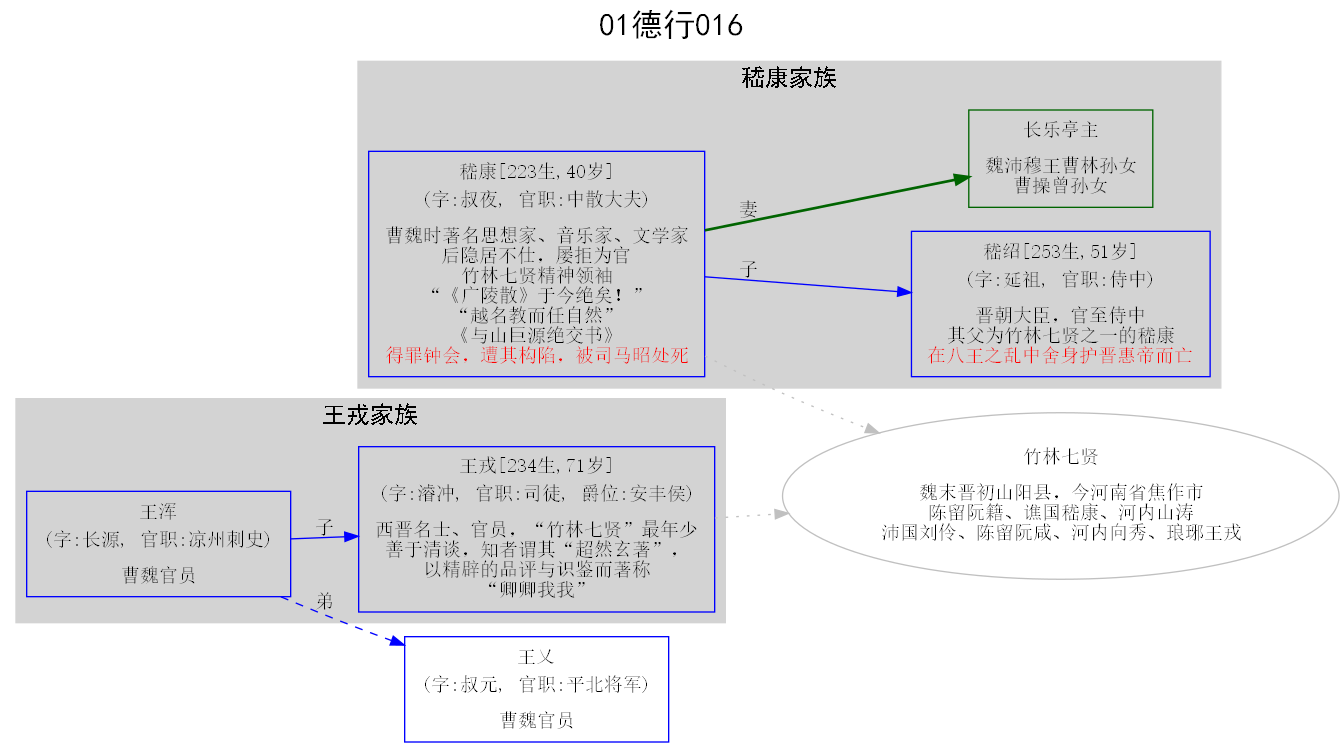 01德行016
嵇康家族
嵇康[223生,40岁]
(字:叔夜, 官职:中散大夫)
曹魏时著名思想家、音乐家、文学家
后隐居不仕，屡拒为官
竹林七贤精神领袖
“《广陵散》于今绝矣！”
“越名教而任自然”
《与山巨源绝交书》
得罪钟会，遭其构陷，被司马昭处死
妻
子
长乐亭主
魏沛穆王曹林孙女
曹操曾孙女
嵇绍[253生,51岁]
(字:延祖, 官职:侍中)
晋朝大臣，官至侍中
其父为竹林七贤之一的嵇康
在八王之乱中舍身护晋惠帝而亡
王戎家族
王浑
(字:长源, 官职:凉州刺史)
曹魏官员
子
弟
王戎[234生,71岁]
(字:濬冲, 官职:司徒, 爵位:安丰侯)
西晋名士、官员，“竹林七贤”最年少
善于清谈，知者谓其“超然玄著”．
以精辟的品评与识鉴而著称
“卿卿我我”
竹林七贤
魏末晋初山阳县，今河南省焦作市
陈留阮籍、谯国嵇康、河内山涛
沛国刘伶、陈留阮咸、河内向秀、琅琊王戎
王乂
(字:叔元, 官职:平北将军)
曹魏官员